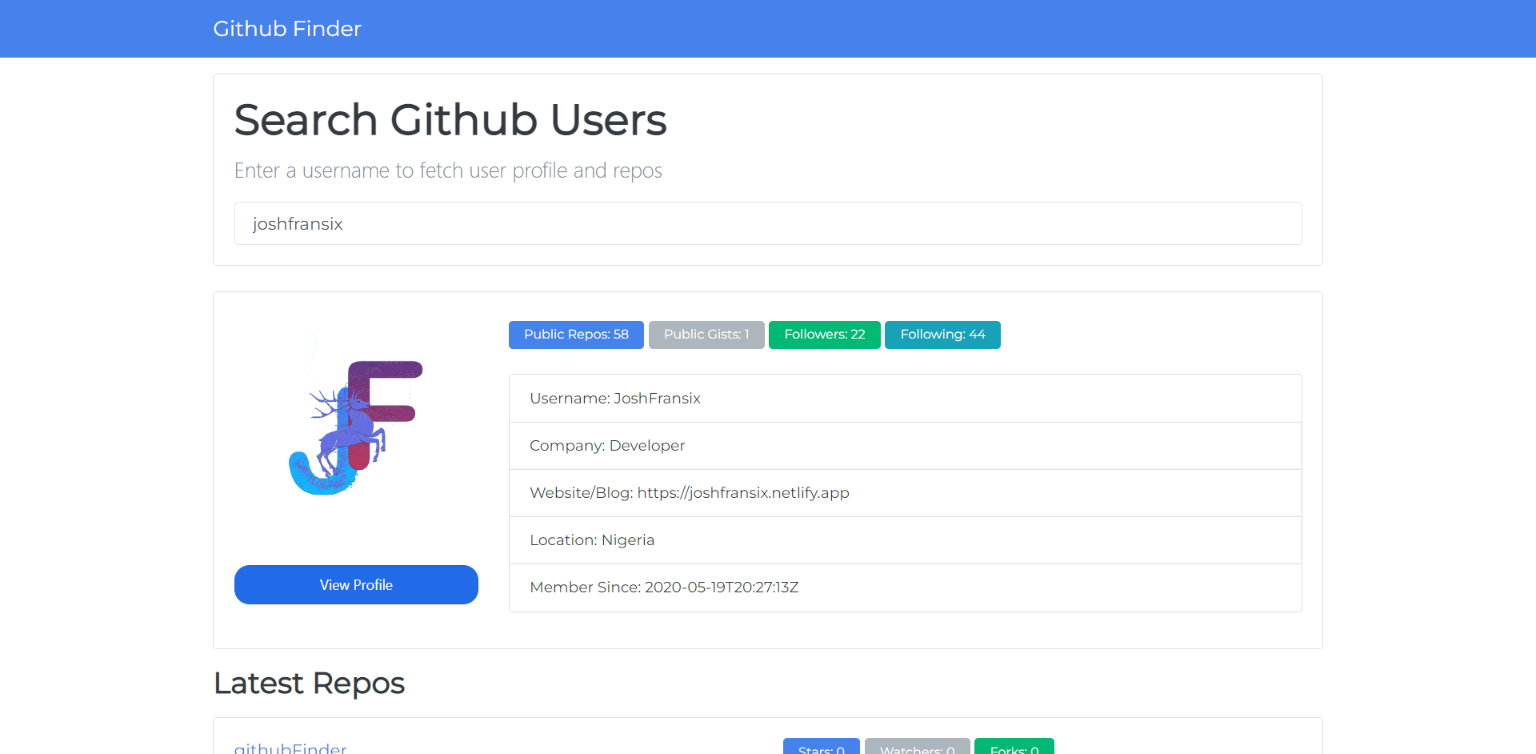 Github Finder
Search Github Users
Enter a username to fetch user profile and repos
joshfransix
Public Repos: 58 Public Gists: 1 Followers: 22 Following: 44
JF
Username: JoshFransix
Company: Developer
Website/Blog: https://joshfransix.netlify.app
Location: Nigeria
View Profile
Member Since: 2020-05-19T20:27:13Z
Latest Repos
githubFinder Stars: 0 Watchers: 0 Forks: 0